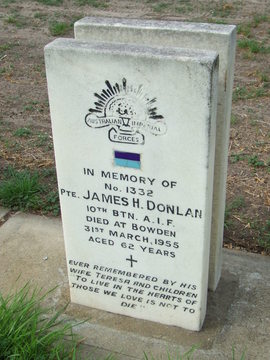 AUSTRALIAN IMPERIAL
FORCES
IN MEMORY OF
No. 1332
PTE. JAMES H. DONLAN
10TH BTN. A.I.F.
DIED AT BOWDEN
31ST MARCH, 1955
AGED 62 YEARS
EVER REMEMBERED BY HIS
WIFE TERESA AND CHILDREN
"TO LIVE IN THE HEARTS OF
THOSE WE LOVE IS NOT TO
DIE"